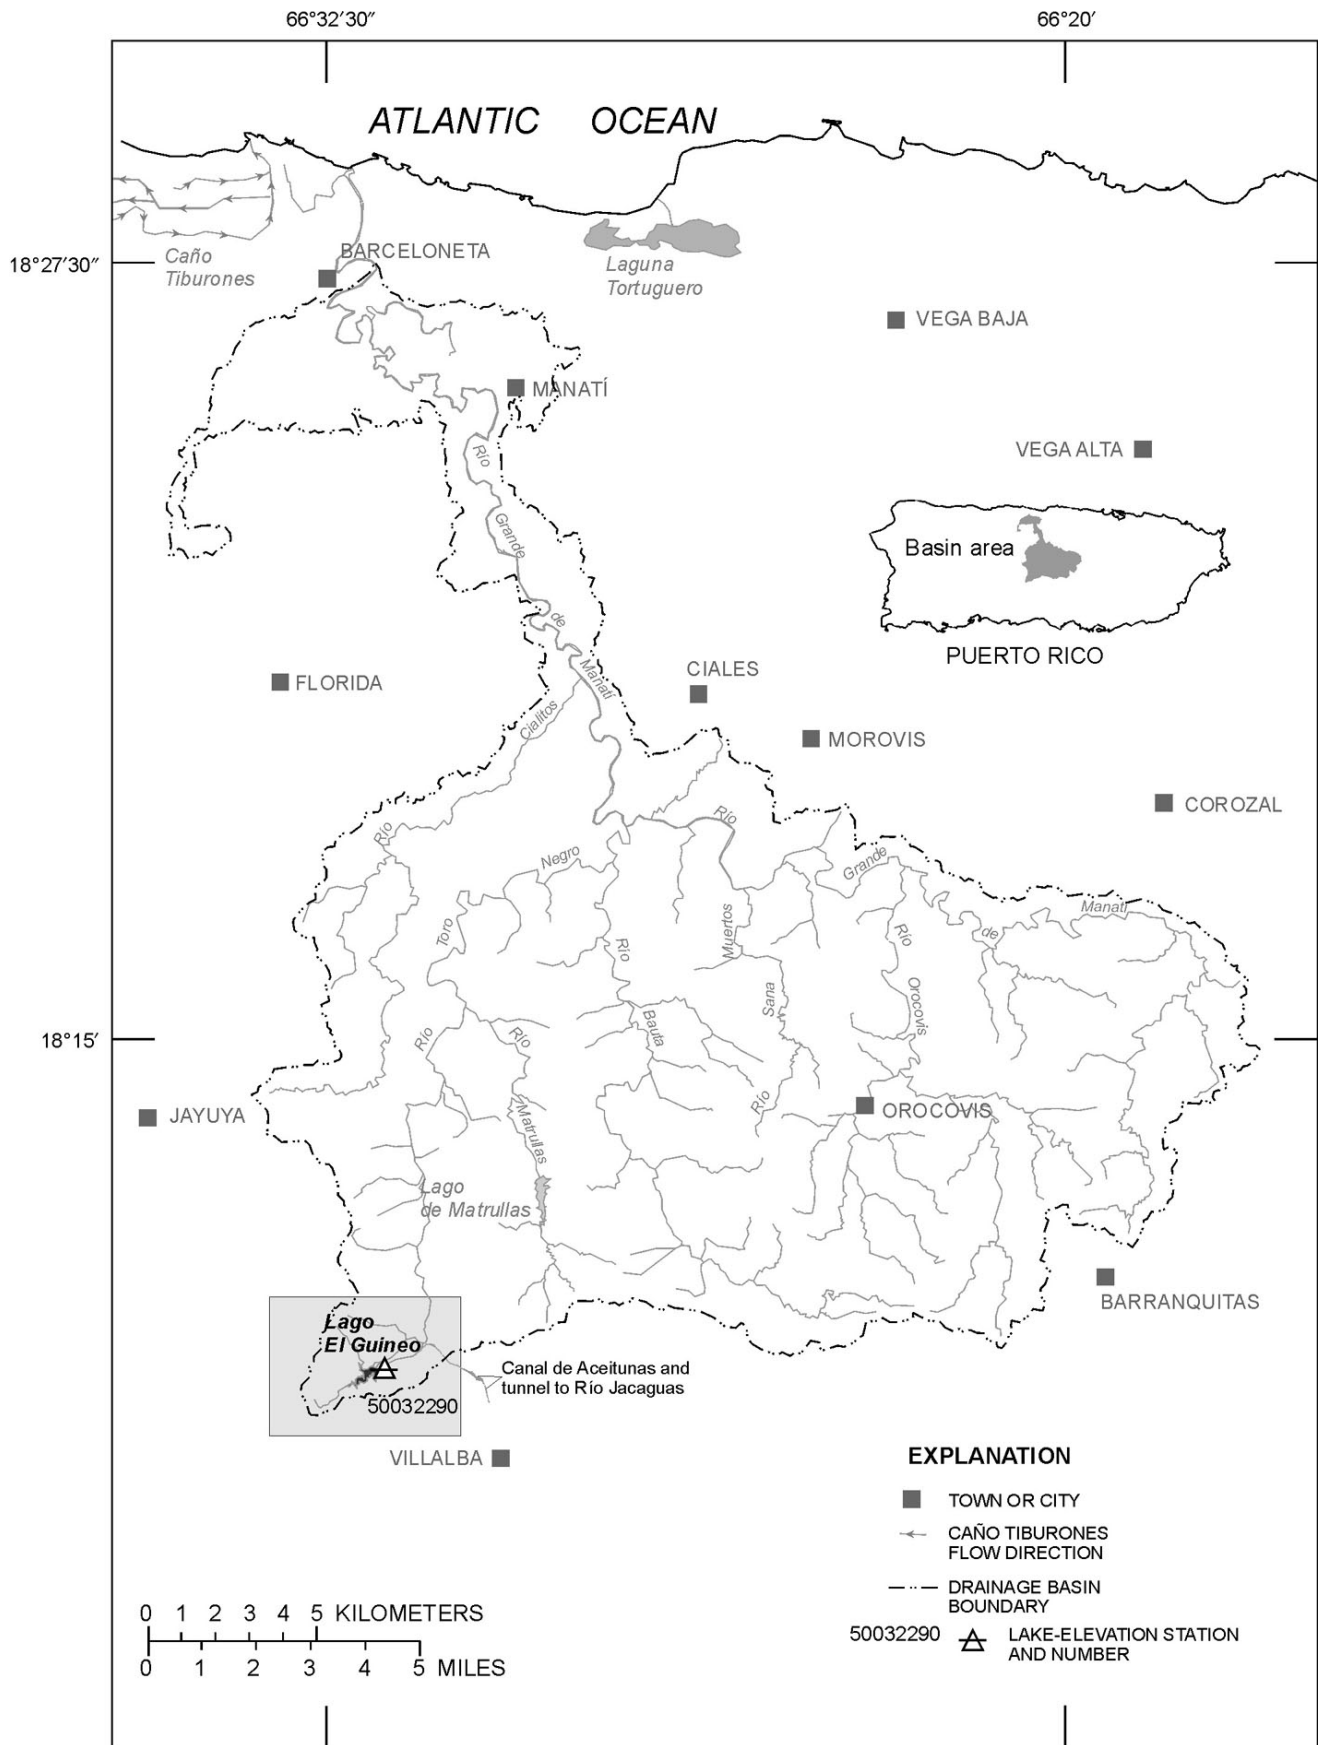 66°32'30"
66°20'
ATLANTIC OCEAN
18°27'30"
Caño
Tiburones
BARCELONETA
Laguna
Tortuguero
VEGA BAJA
MANATÍ
VEGA ALTA
Río
Grande
de
Manatí
Basin area
PUERTO RICO
FLORIDA
CIALES
MOROVIS
COROZAL
Cialitos
Río
Río
Grande
de
Manatí
Negro
Toro
Río
Muertos
Sana
Río
Río
Bauta
Río
Orocovis
Río
Matrullas
18°15'
JAYUYA
OROCOVIS
Lago
de Matrullas
BARRANQUITAS
Lago
El Guineo
50032290
Canal de Aceitunas and
tunnel to Río Jacaguas
VILLALBA
EXPLANATION
TOWN OR CITY
CAÑO TIBURONES
FLOW DIRECTION
DRAINAGE BASIN
BOUNDARY
50032290 LAKE-ELEVATION STATION
AND NUMBER
0 1 2 3 4 5 KILOMETERS
0 1 2 3 4 5 MILES